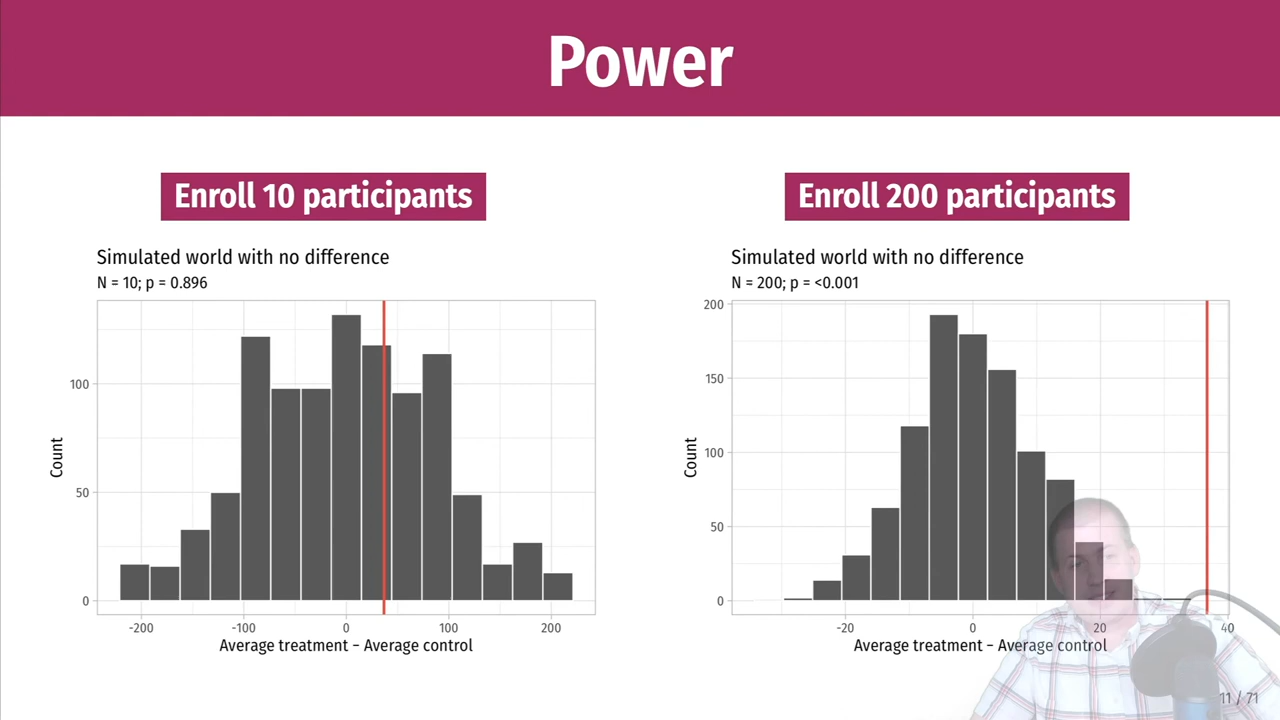 Power
Enroll 10 participants
Simulated world with no difference
N = 10; p = 0.896
Count
100
50
0
-200
-100
0
100
200
Average treatment − Average control
Enroll 200 participants
Simulated world with no difference
N = 200; p = <0.001
Count
200
150
100
50
0
-20
0
20
40
Average treatment − Average control
11 / 71